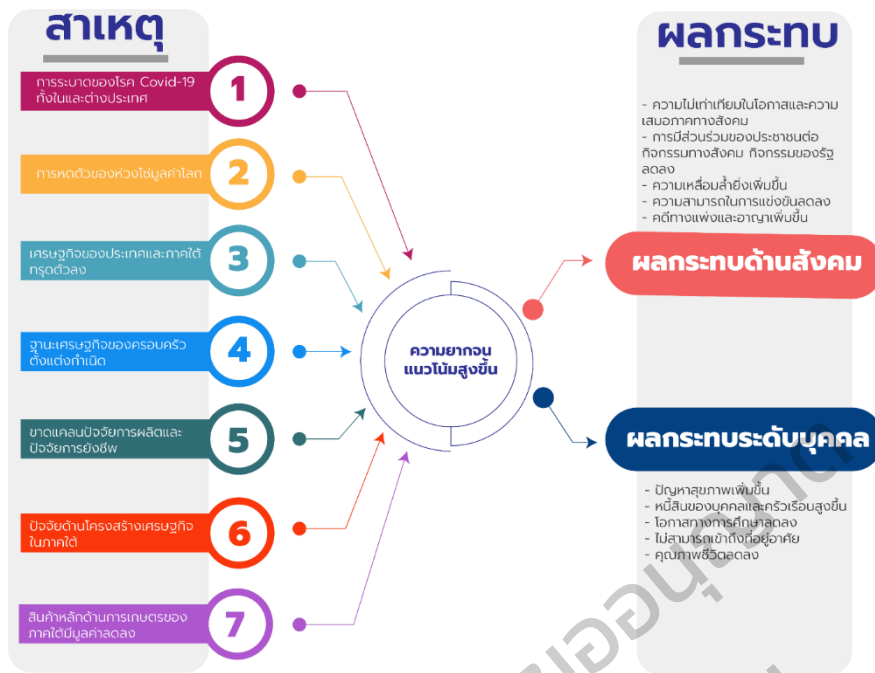 สาเหตุ
การระบาดของโรค Covid-19
ทั้งในและต่างประเทศ
1
การหดตัวของห่วงโซ่มูลค่าโลก
2
เศรษฐกิจของประเทศและภาคใต้
ทรุดตัวลง
3
ฐานะเศรษฐกิจของครอบครัว
ตั้งแต่งกำเนิด
4
ขาดแคลนปัจจัยการผลิตและ
ปัจจัยการยังชีพ
5
ปัจจัยด้านโครงสร้างเศรษฐกิจ
ในภาคใต้
6
สินค้าหลักด้านการเกษตรของ
ภาคใต้มีมูลค่าลดลง
7
ความยากจน
แนวโน้มสูงขึ้น
ผลกระทบ
- ความไม่เท่าเทียมในโอกาสและความ
เสมอภาคทางสังคม
- การมีส่วนร่วมของประชาชนต่อ
กิจกรรมทางสังคม กิจกรรมของรัฐ
ลดลง
- ความเหลื่อมล้ำยิ่งเพิ่มขึ้น
- ความสามารถในการแข่งขันลดลง
- คดีทางแพ่งและอาญาเพิ่มขึ้น
ผลกระทบด้านสังคม
ผลกระทบระดับบุคคล
- ปัญหาสุขภาพเพิ่มขึ้น
- หนี้สินของบุคคลและครัวเรือนสูงขึ้น
- โอกาสทางการศึกษาลดลง
- ไม่สามารถเข้าถึงที่อยู่อาศัย
- คุณภาพชีวิตลดลง